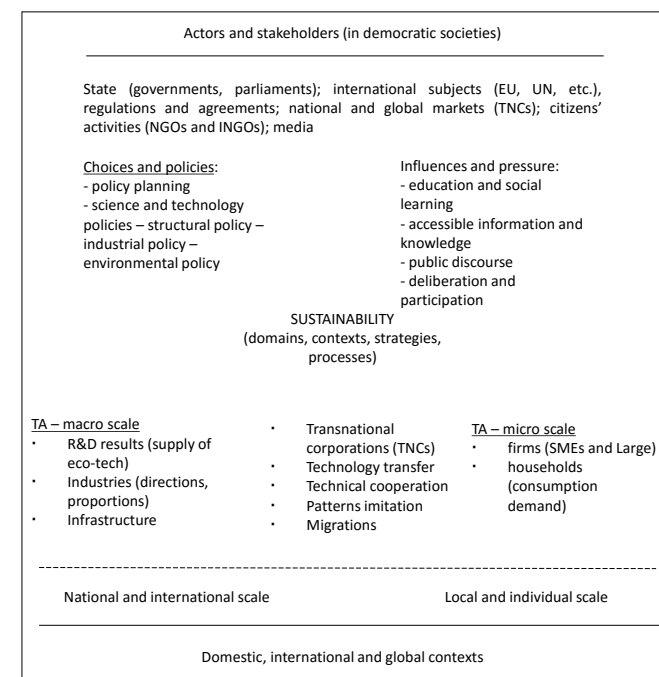 Actors and stakeholders (in democratic societies)
State (governments, parliaments); international subjects (EU, UN, etc.),
regulations and agreements; national and global markets (TNCs); citizens’
activities (NGOs and INGOs); media
Choices and policies:
- policy planning
- science and technology
policies – structural policy –
industrial policy –
environmental policy
Influences and pressure:
- education and social
learning
- accessible information and
knowledge
- public discourse
- deliberation and
participation
SUSTAINABILITY
(domains, contexts, strategies,
processes)
TA – macro scale
· R&D results (supply of
eco-tech)
· Industries (directions,
proportions)
· Infrastructure
· Transnational
corporations (TNCs)
· Technology transfer
· Technical cooperation
· Patterns imitation
· Migrations
TA – micro scale
· firms (SMEs and Large)
· households
(consumption
demand)
National and international scale
Local and individual scale
Domestic, international and global contexts